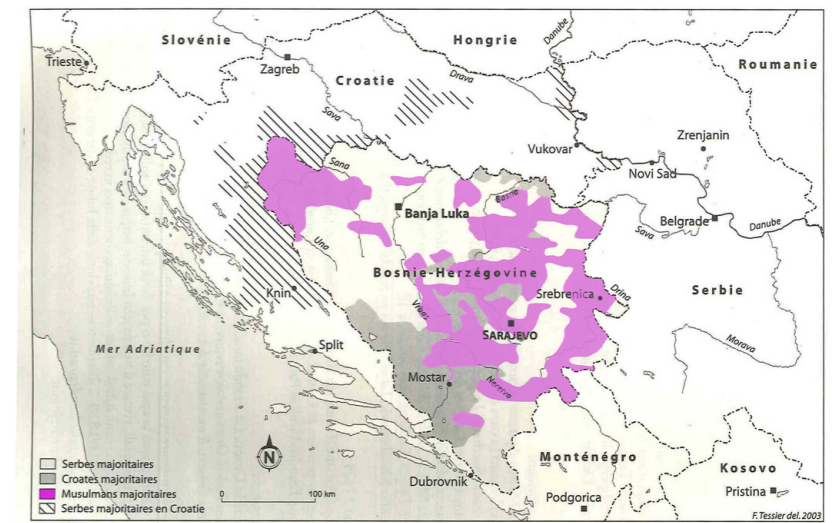 Slovénie
Hongrie
Danube
Roumanie
Trieste
Zagreb
Croatie
Drava
Sava
Vukovar
Zrenjanin
Novi Sad
Sana
Banja Luka
Bosna
Belgrade
Sava
Danube
Una
Bosnie-Herzégovine
Knin
Vrbas
Srebrenica
Drina
Serbie
SARAJEVO
Morava
Mer Adriatique
Split
Mostar
Neretva
Monténégro
Kosovo
Dubrovnik
Podgorica
Pristina
N
Serbes majoritaires
Croates majoritaires
Musulmans majoritaires
Serbes majoritaires en Croatie
0 100 km
F. Tessier del. 2003